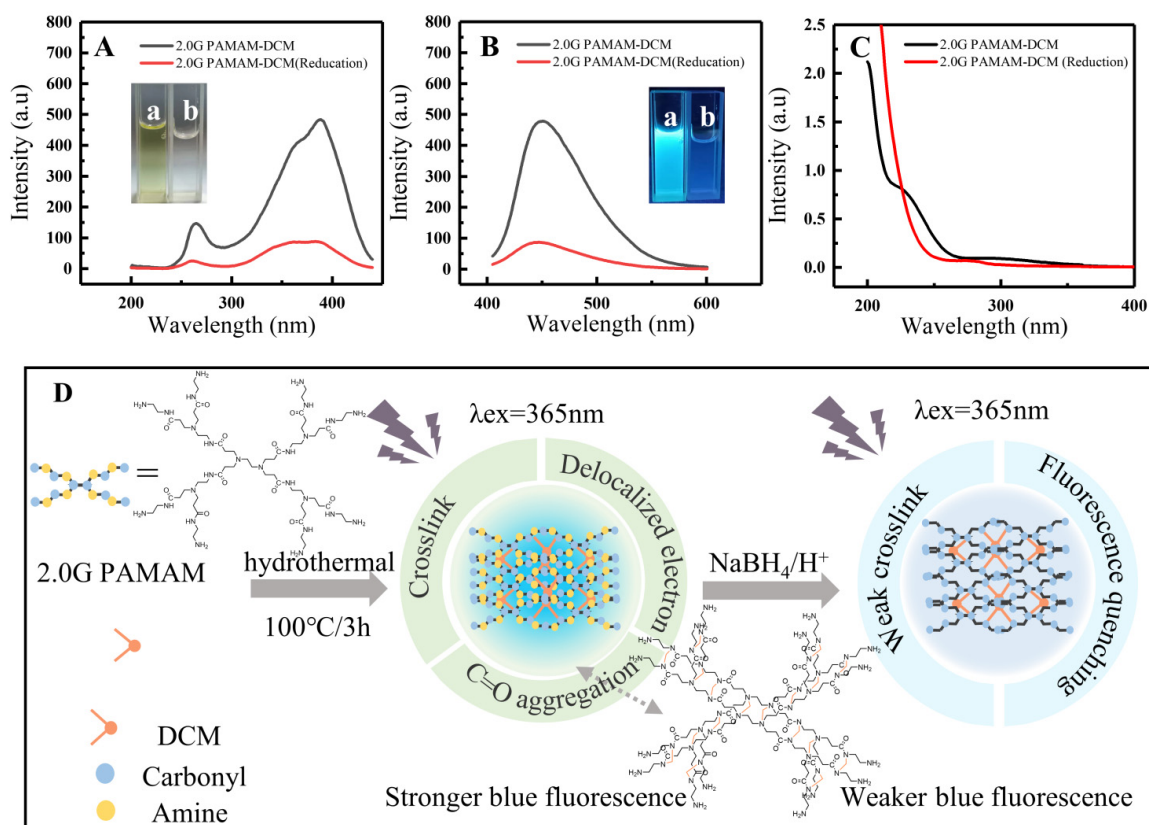 A
800
700
600
500
400
300
200
100
0
Intensity (a.u)
2.0G PAMAM-DCM
2.0G PAMAM-DCM(Reducation)
a b
200 300 400
Wavelength (nm)
B
800
700
600
500
400
300
200
100
0
Intensity (a.u)
2.0G PAMAM-DCM
2.0G PAMAM-DCM(Reducation)
a b
400 500 600
Wavelength (nm)
C
2.5
2.0
1.5
1.0
0.5
0.0
Intensity (a.u)
2.0G PAMAM-DCM
2.0G PAMAM-DCM (Reduction)
200 300 400
Wavelength (nm)
D
2.0G PAMAM
hydrothermal
100°C/3h
λex=365nm
Crosslink
Delocalized electron
C=O aggregation
NaBH₄/H⁺
λex=365nm
Weak crosslink
Fluorescence quenching
DCM
Carbonyl
Amine
Stronger blue fluorescence
Weaker blue fluorescence